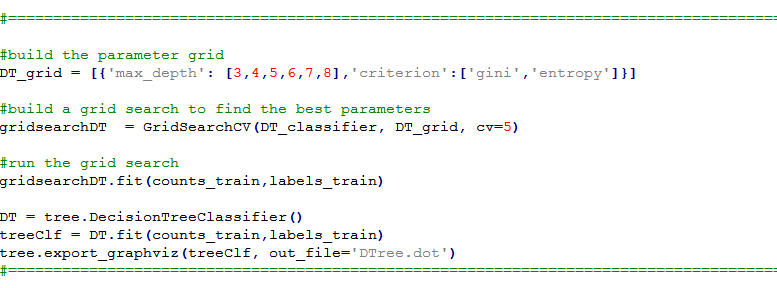 #=====================================================================================
#build the parameter grid
DT_grid = [{'max_depth': [3,4,5,6,7,8],'criterion':['gini','entropy']}]
#build a grid search to find the best parameters
gridsearchDT  = GridSearchCV(DT_classifier, DT_grid, cv=5)
#run the grid search
gridsearchDT.fit(counts_train,labels_train)
DT = tree.DecisionTreeClassifier()
treeClf = DT.fit(counts_train,labels_train)
tree.export_graphviz(treeClf, out_file='DTree.dot')
#=====================================================================================